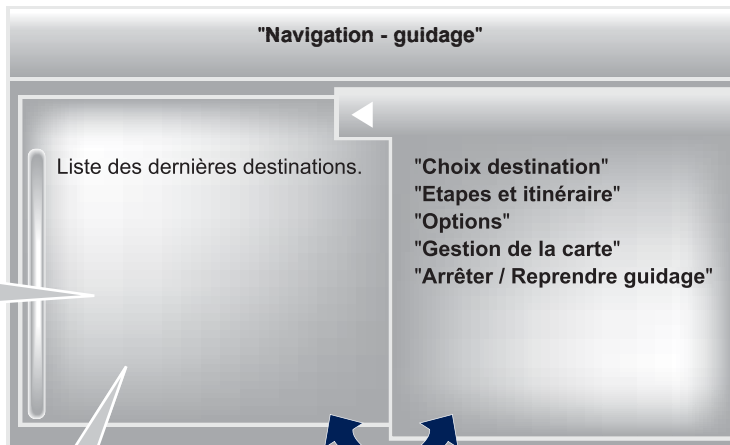 "Navigation - guidage"
Liste des dernières destinations.
"Choix destination"
"Etapes et itinéraire"
"Options"
"Gestion de la carte"
"Arrêter / Reprendre guidage"